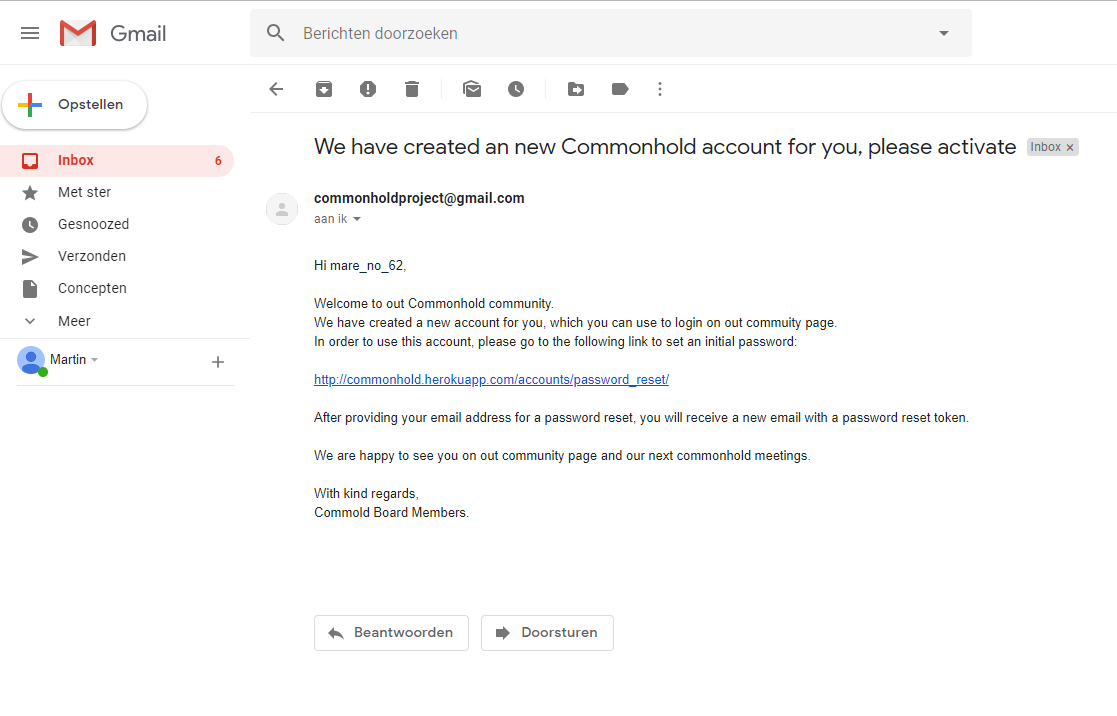 Gmail
Berichten doorzoeken
Opstellen
Inbox 6
Met ster
Gesnoozed
Verzonden
Concepten
Meer
Martin
We have created an new Commonhold account for you, please activate Inbox x
commonholdproject@gmail.com
aan ik
Hi mare_no_62,
Welcome to out Commonhold community.
We have created a new account for you, which you can use to login on out commuity page.
In order to use this account, please go to the following link to set an initial password:
http://commonhold.herokuapp.com/accounts/password_reset/
After providing your email address for a password reset, you will receive a new email with a password reset token.
We are happy to see you on out community page and our next commonhold meetings.
With kind regards,
Commold Board Members.
Beantwoorden Doorsturen